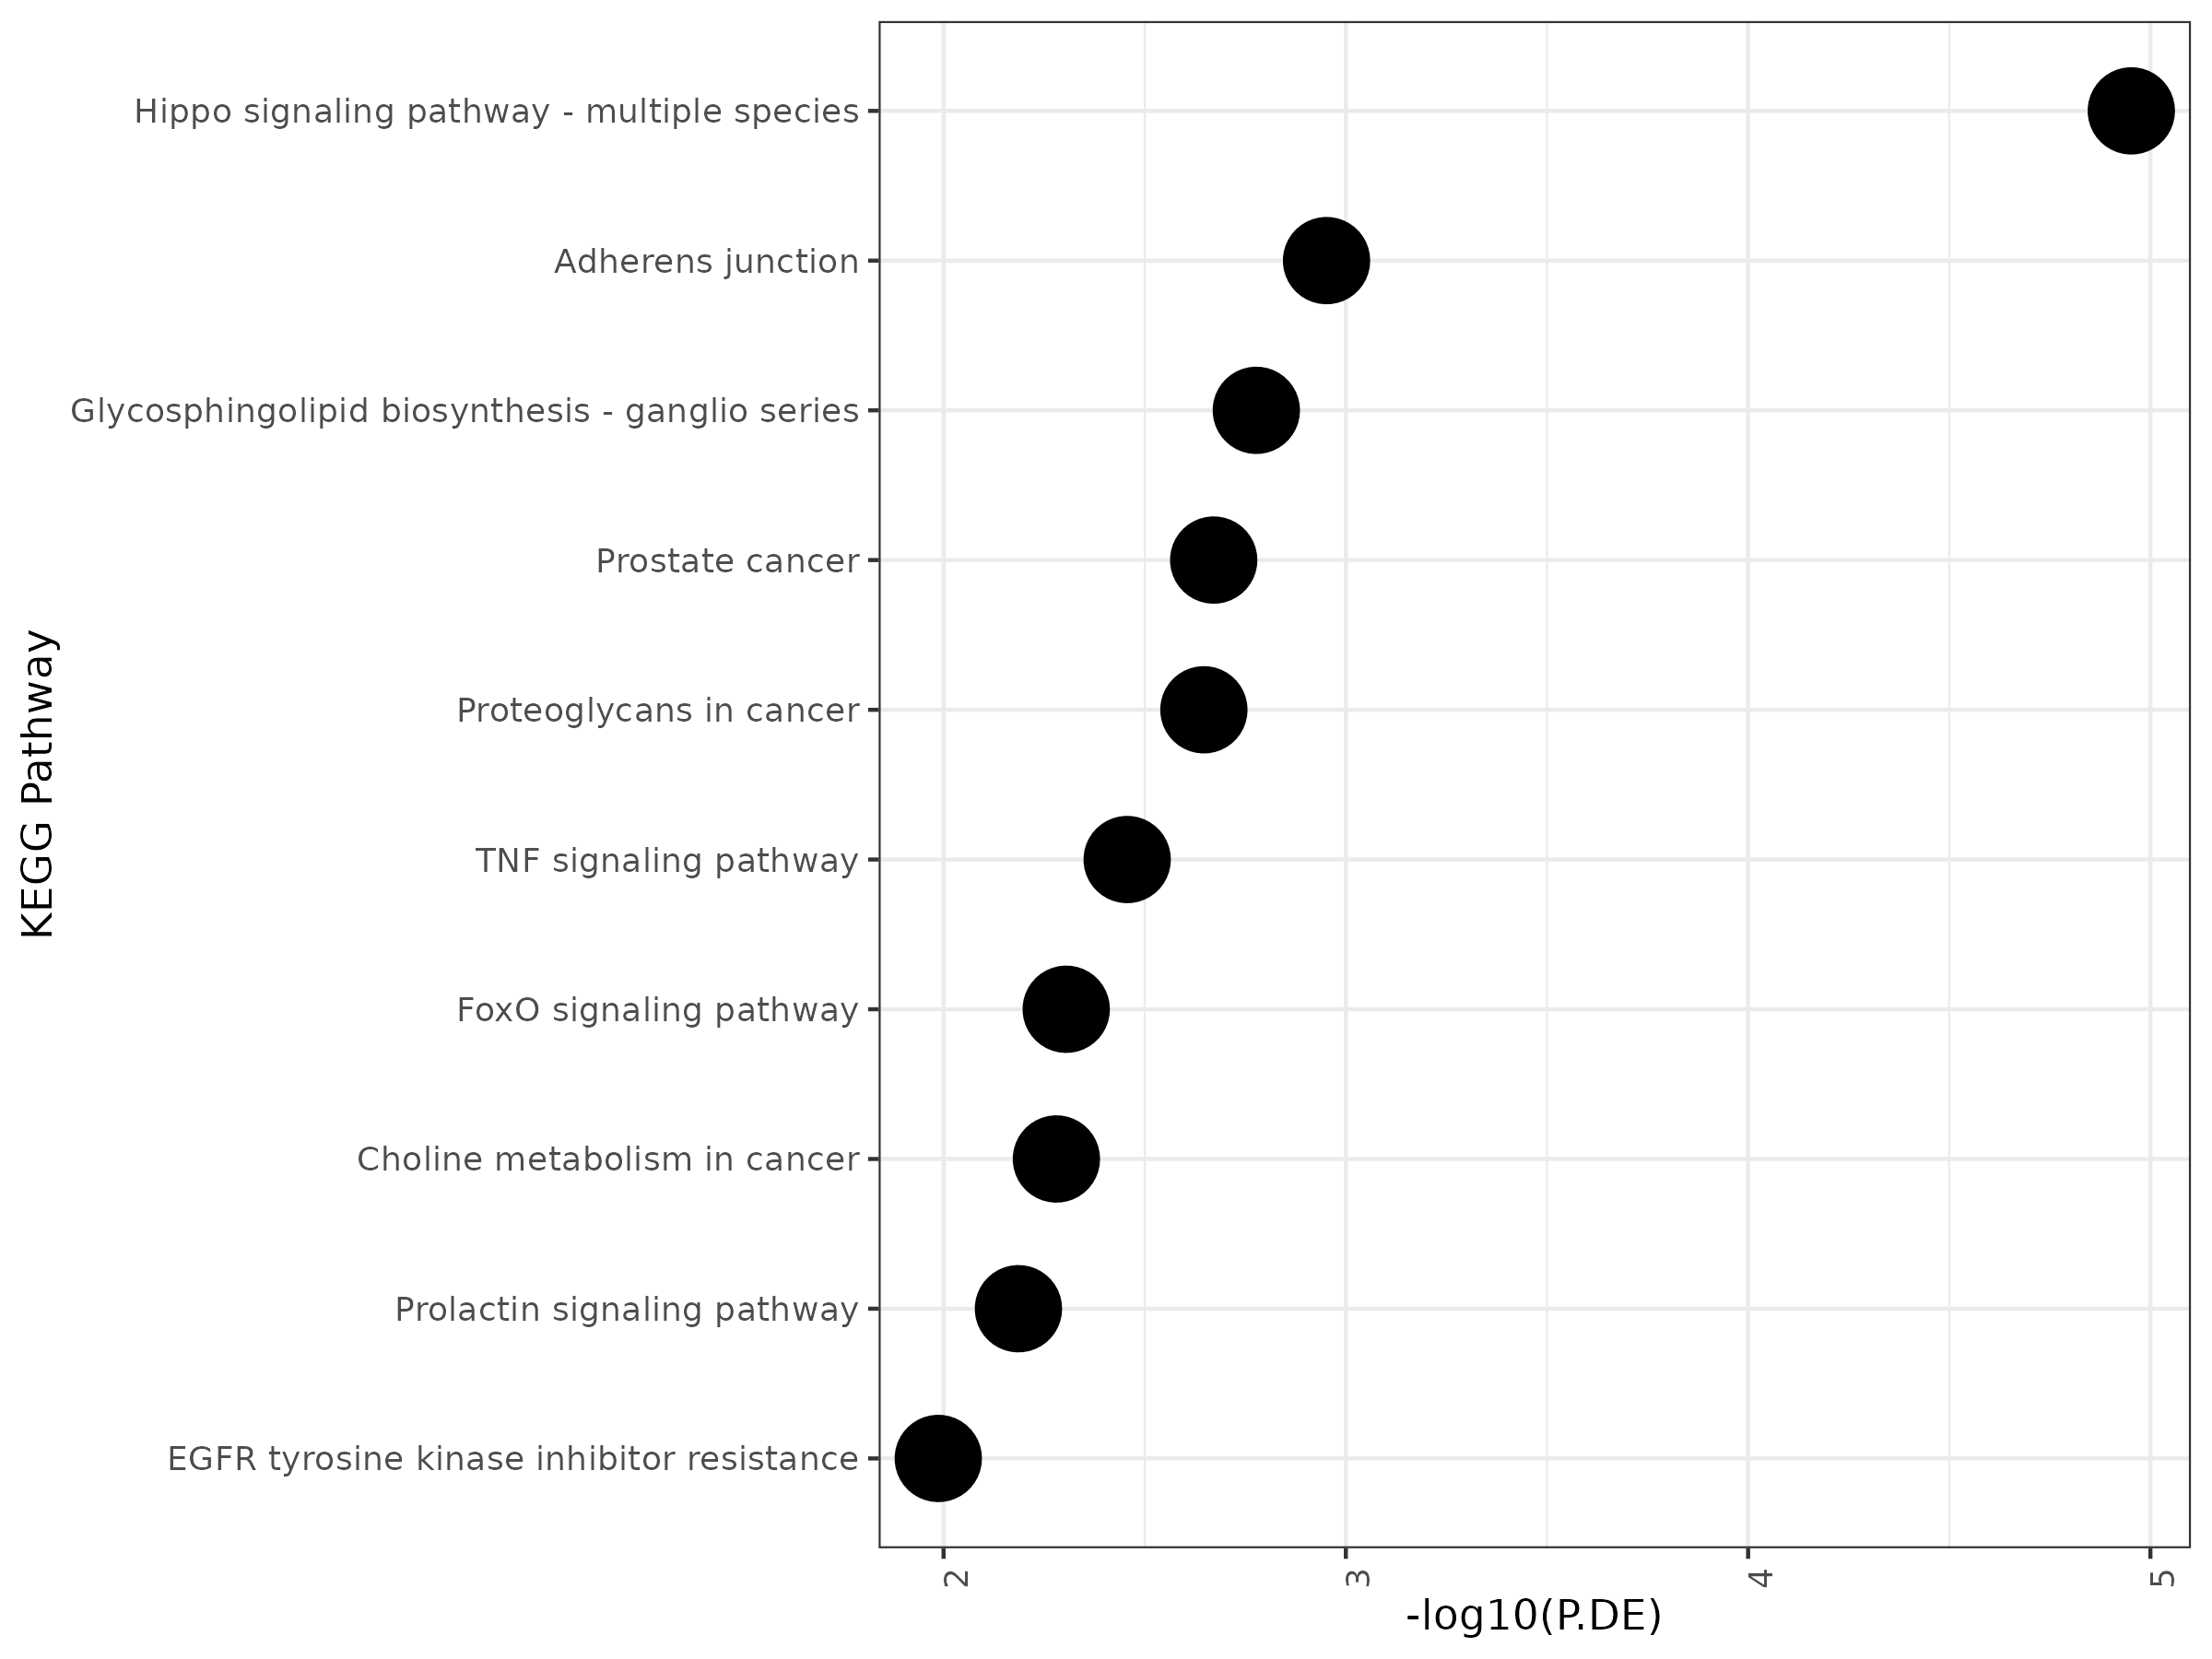 Hippo signaling pathway - multiple species
Adherens junction
Glycosphingolipid biosynthesis - ganglio series
Prostate cancer
Proteoglycans in cancer
TNF signaling pathway
FoxO signaling pathway
Choline metabolism in cancer
Prolactin signaling pathway
EGFR tyrosine kinase inhibitor resistance
KEGG Pathway
2
3
4
5
-log10(P.DE)